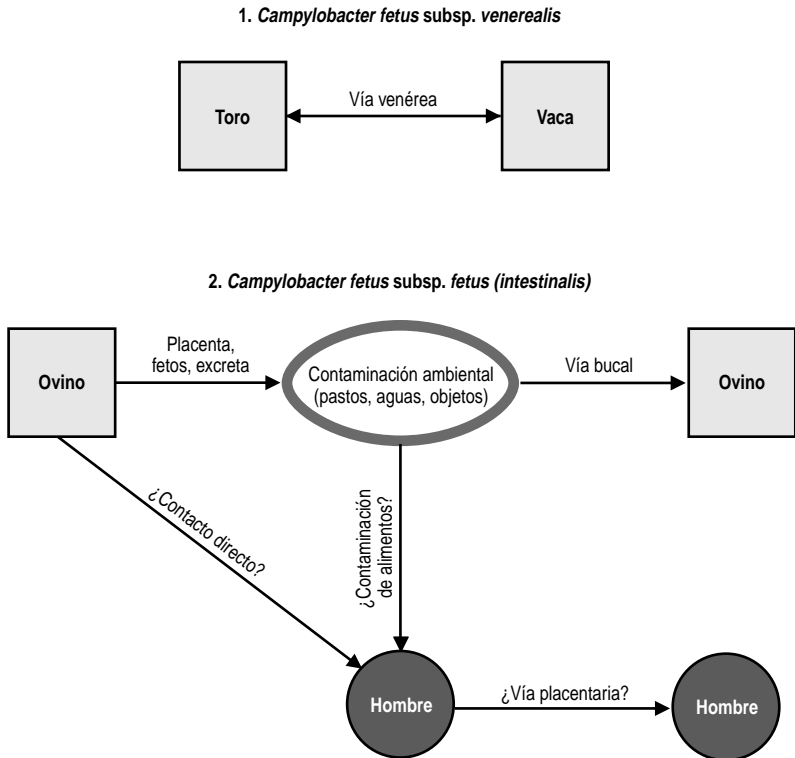 1. Campylobacter fetus subsp. venerealis
Toro
Vía venérea
Vaca
2. Campylobacter fetus subsp. fetus (intestinalis)
Ovino
Placenta,
fetos, excreta
Contaminación ambiental
(pastos, aguas, objetos)
Vía bucal
Ovino
¿Contacto directo?
¿Contaminación
de alimentos?
Hombre
¿Vía placentaria?
Hombre